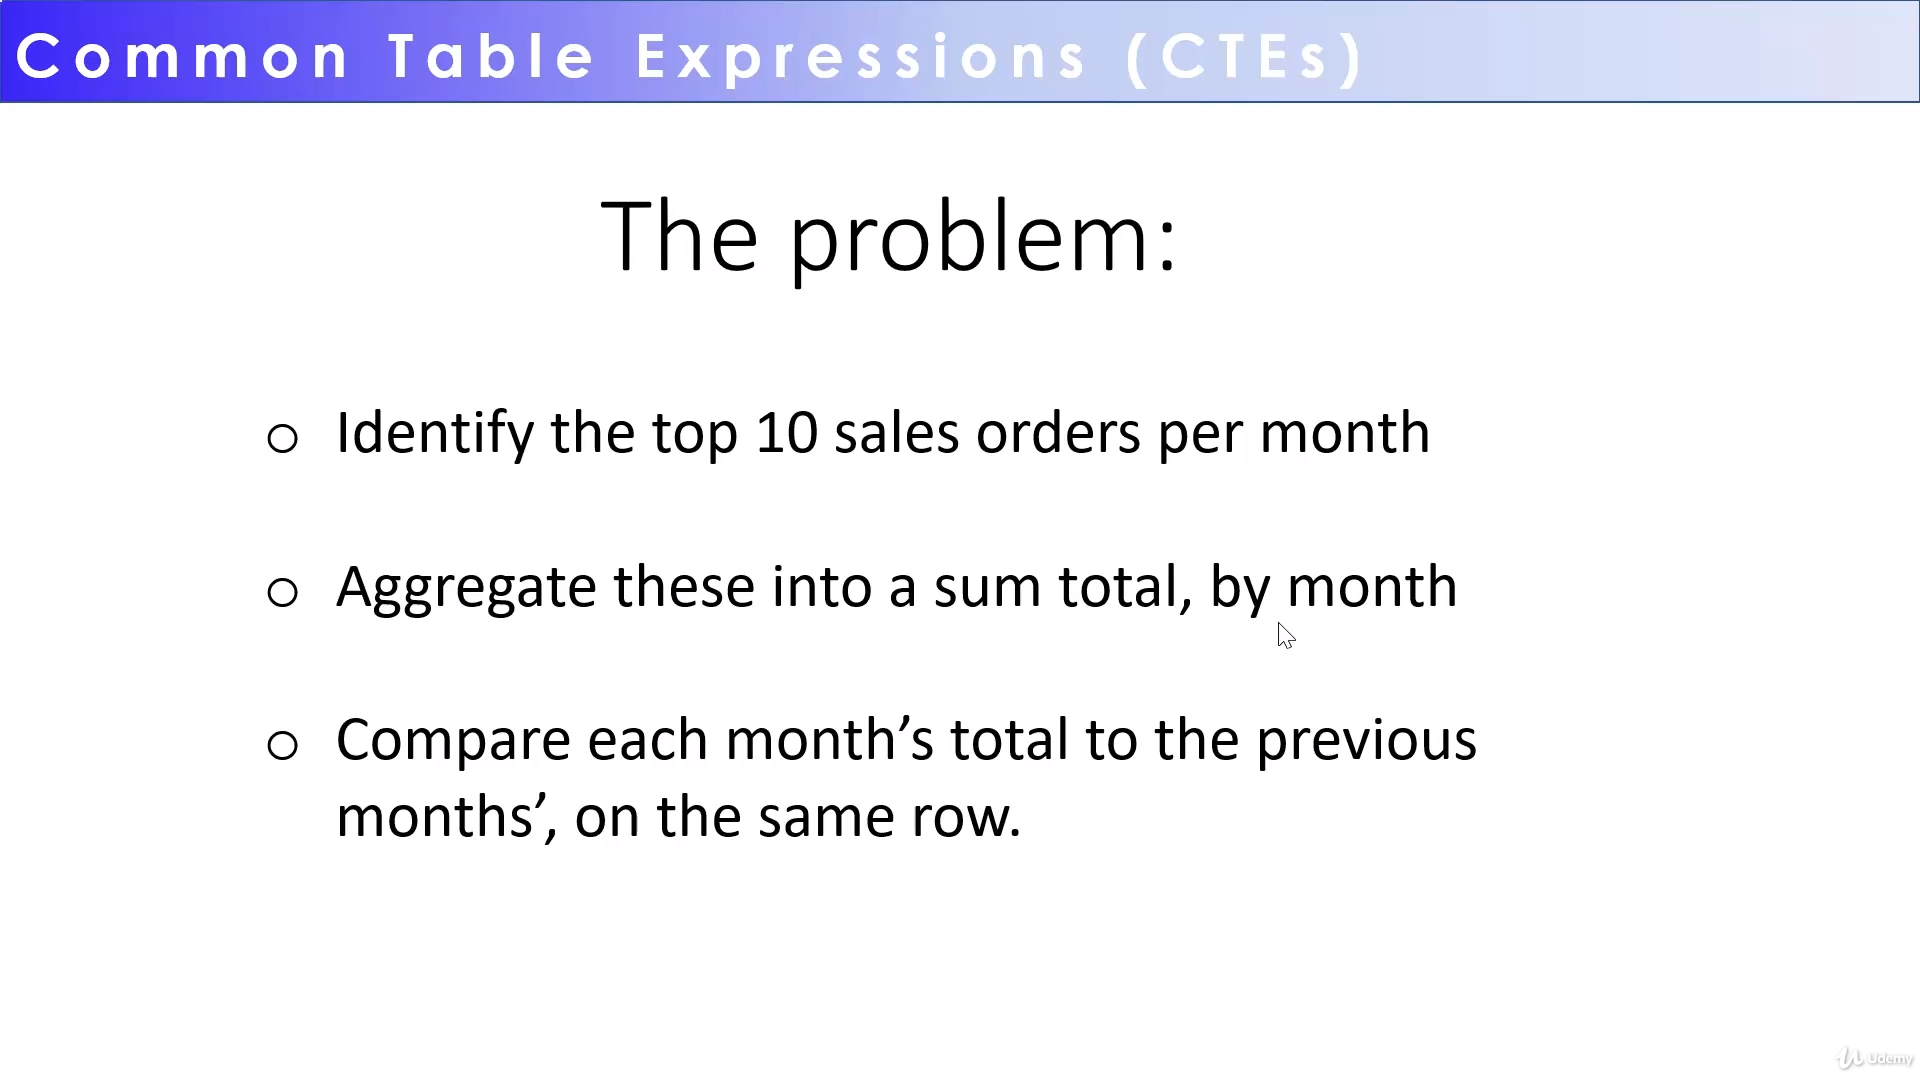 Common Table Expressions (CTEs)
The problem:
o Identify the top 10 sales orders per month
o Aggregate these into a sum total, by month
o Compare each month’s total to the previous
months’, on the same row.
Udemy